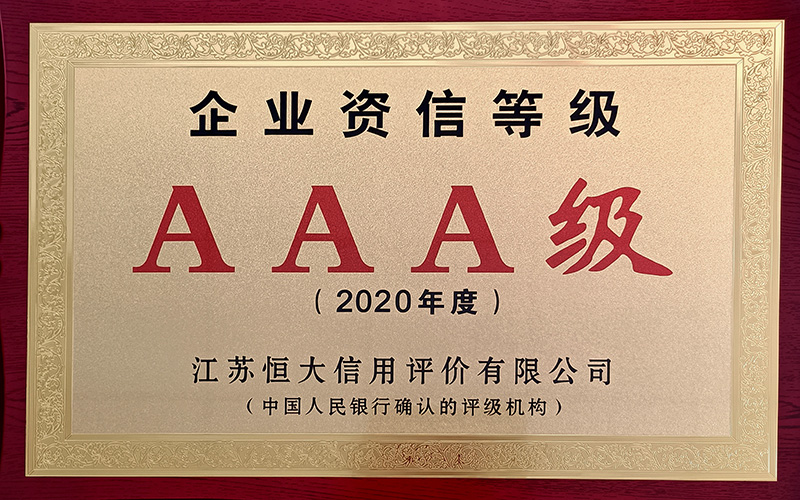 企业资信等级
AAA级
（2020年度）
江苏恒大信用评价有限公司
（中国人民银行确认的评级机构）